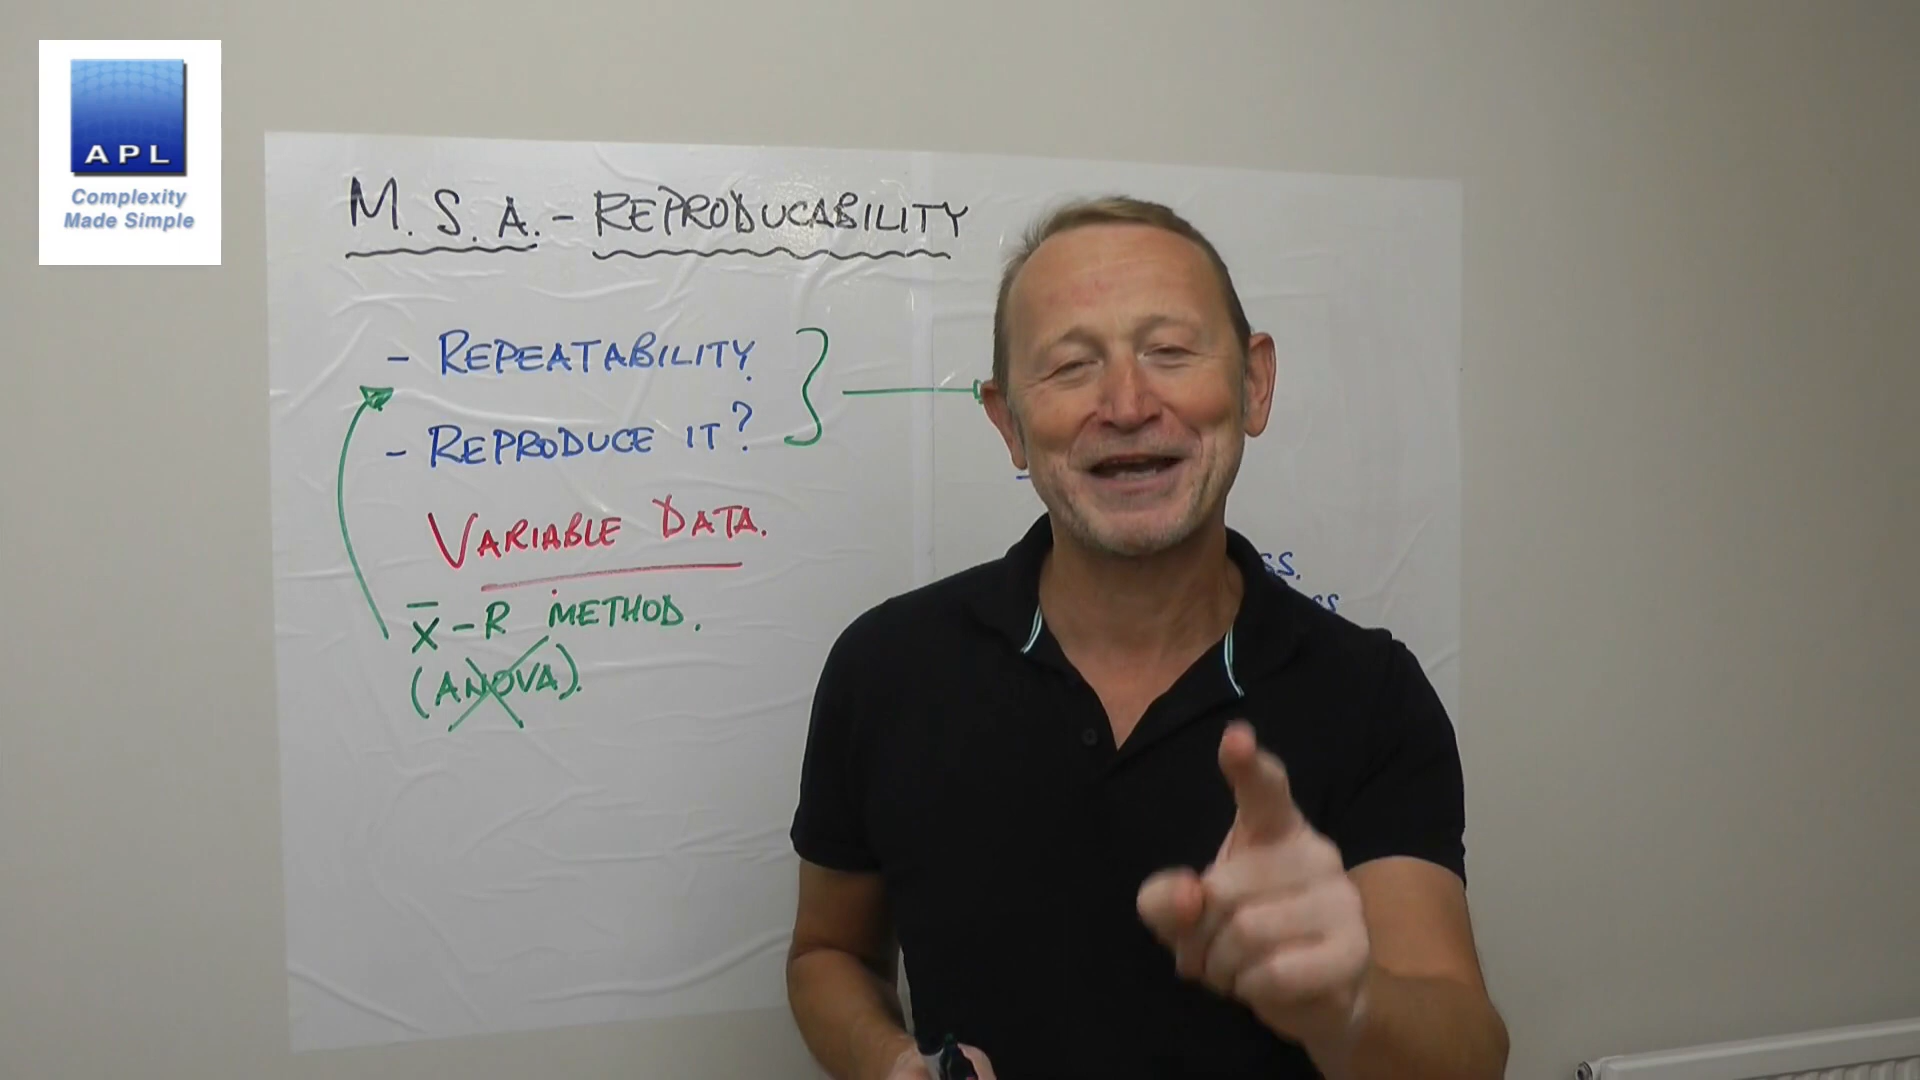 APL
Complexity
Made Simple
M. S. A. - REPRODUCABILITY
- REPEATABILITY.
- REPRODUCE IT?
VARIABLE DATA.
X̄ - R METHOD.
(ANOVA).